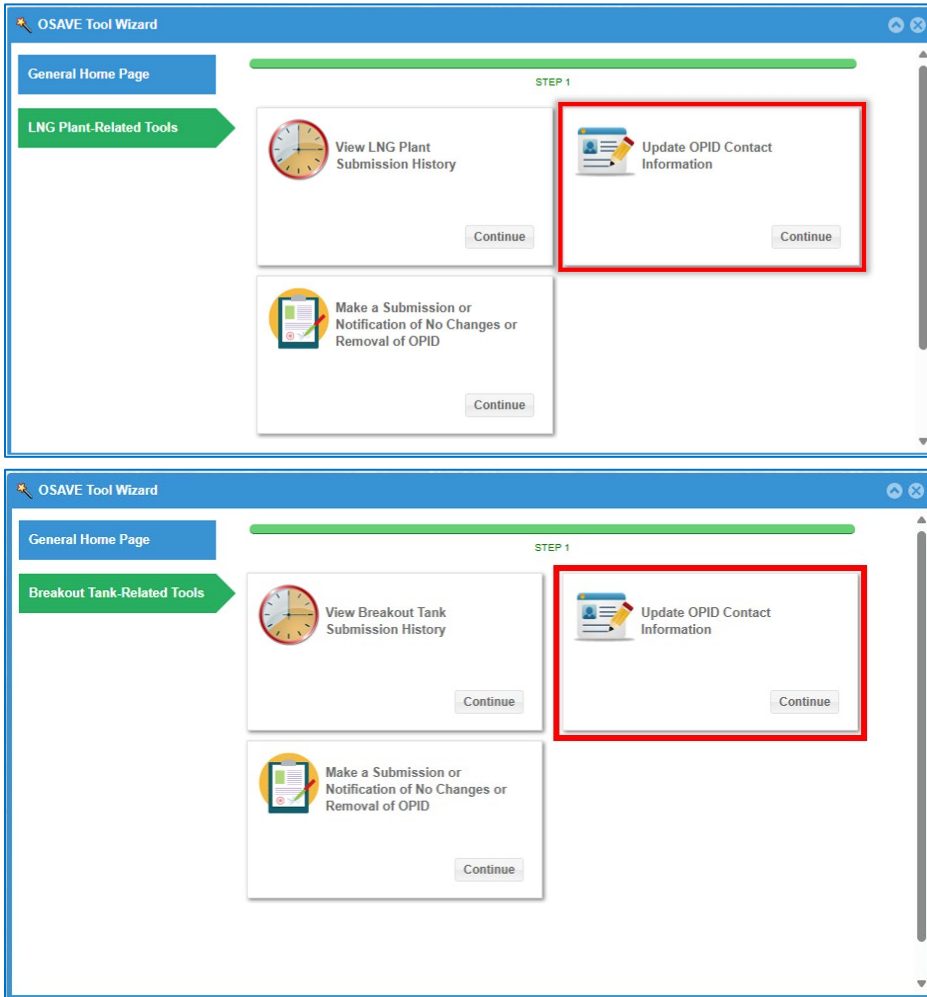 OSAVE Tool Wizard
General Home Page
STEP 1
LNG Plant-Related Tools
View LNG Plant
Submission History
Continue
Update OPID Contact
Information
Continue
Make a Submission or
Notification of No Changes or
Removal of OPID
Continue
OSAVE Tool Wizard
General Home Page
STEP 1
Breakout Tank-Related Tools
View Breakout Tank
Submission History
Continue
Update OPID Contact
Information
Continue
Make a Submission or
Notification of No Changes or
Removal of OPID
Continue